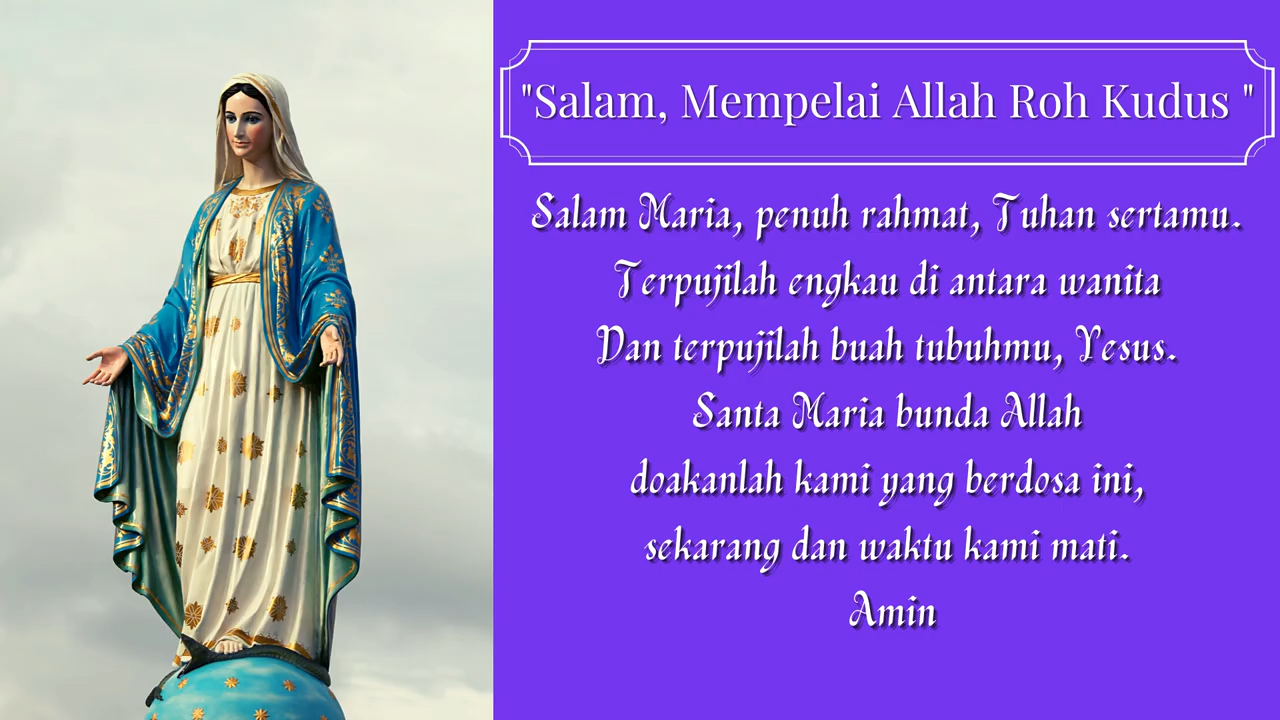 "Salam, Mempelai Allah Roh Kudus "
Salam Maria, penuh rahmat, Tuhan sertamu.
Terpujilah engkau di antara wanita
Dan terpujilah buah tubuhmu, Yesus.
Santa Maria bunda Allah
doakanlah kami yang berdosa ini,
sekarang dan waktu kami mati.
Amin